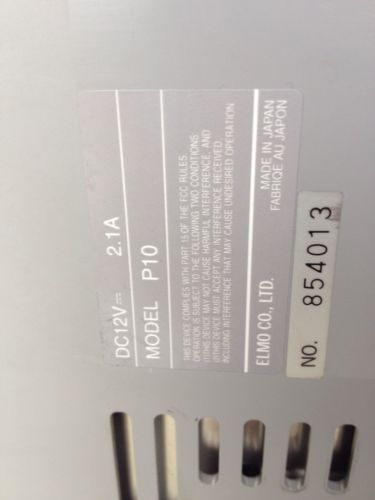 DC12V⎓ 2.1A
MODEL P10
THIS DEVICE COMPLIES WITH PART 15 OF THE FCC RULES.
OPERATION IS SUBJECT TO THE FOLLOWING TWO CONDITIONS
(1)THIS DEVICE MAY NOT CAUSE HARMFUL INTERFERENCE, AND
(2)THIS DEVICE MUST ACCEPT ANY INTERFERENCE RECEIVED.
INCLUDING INTERFERENCE THAT MAY CAUSE UNDESIRED OPERATION.
ELMO CO., LTD.
MADE IN JAPAN
FABRIQE AU JAPON
NO. 854013